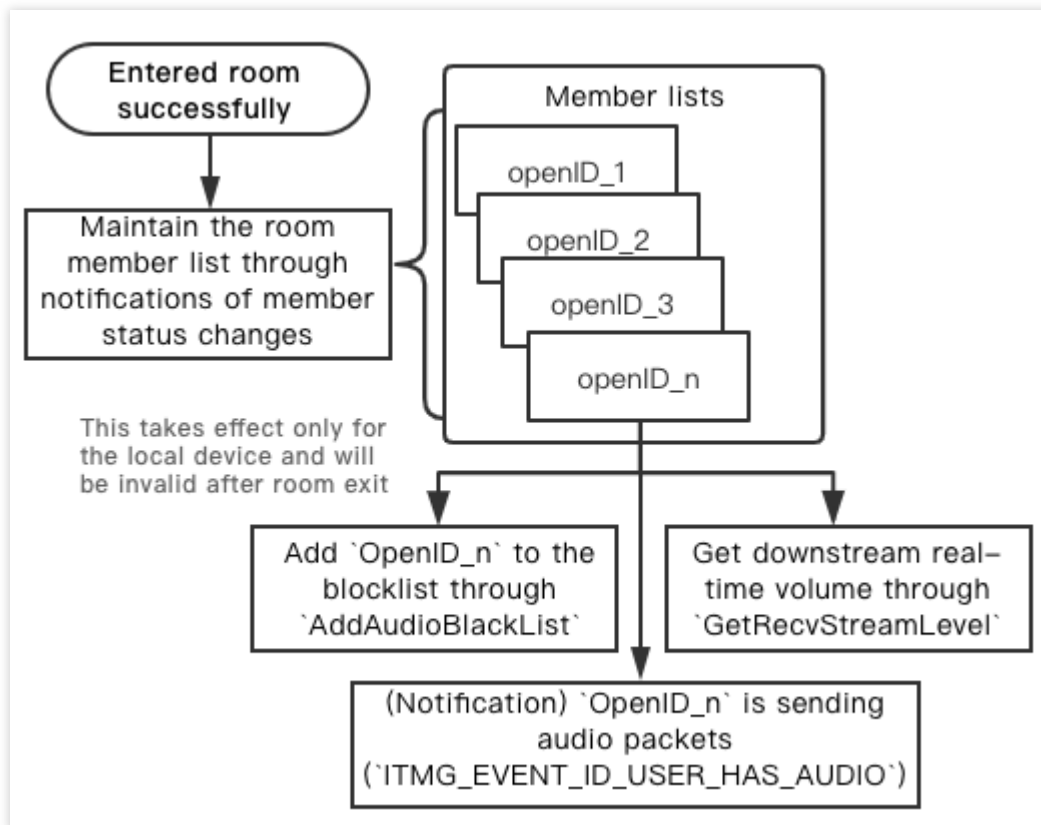 Entered room
successfully
Member lists
openID_1
openID_2
openID_3
openID_n
Maintain the room
member list through
notifications of member
status changes
This takes effect only for
the local device and will
be invalid after room exit
Add `OpenID_n` to the
blocklist through
`AddAudioBlackList`
Get downstream real-
time volume through
`GetRecvStreamLevel`
(Notification) `OpenID_n` is sending
audio packets
(`ITMG_EVENT_ID_USER_HAS_AUDIO`)